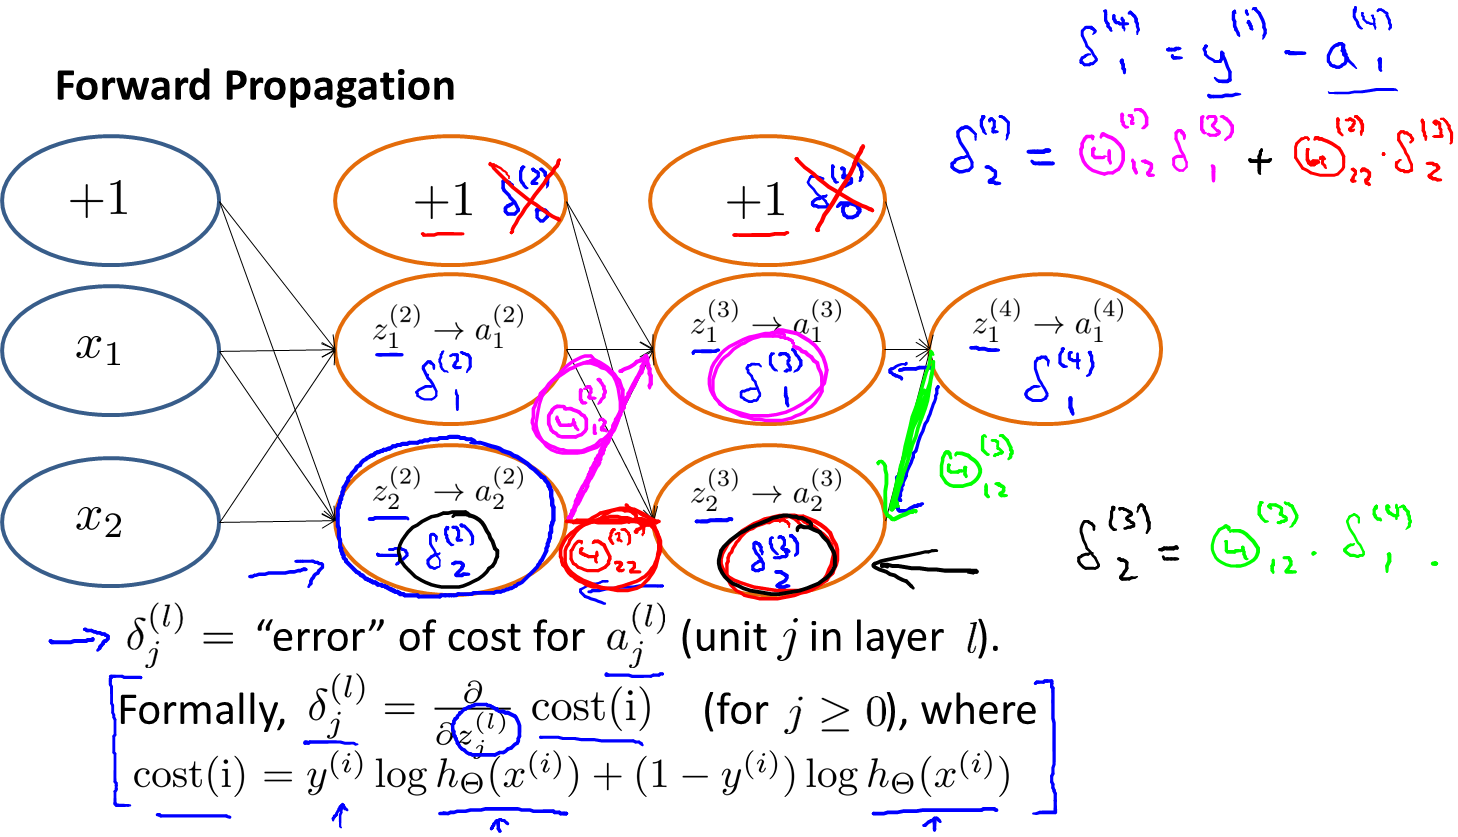 δ₁⁽⁴⁾ = y⁽ⁱ⁾ − a₁⁽⁴⁾
Forward Propagation
δ₂⁽²⁾ = Θ₁₂⁽²⁾ δ₁⁽³⁾ + Θ₂₂⁽²⁾ · δ₂⁽³⁾
+1 +1 δ₀⁽²⁾ +1 δ₀⁽³⁾
x₁ z₁⁽²⁾ → a₁⁽²⁾ z₁⁽³⁾ → a₁⁽³⁾ z₁⁽⁴⁾ → a₁⁽⁴⁾
δ₁⁽²⁾ δ₁⁽³⁾ δ₁⁽⁴⁾
Θ₁₂⁽²⁾
Θ₁₂⁽³⁾
x₂ z₂⁽²⁾ → a₂⁽²⁾ z₂⁽³⁾ → a₂⁽³⁾
→ δ₂⁽²⁾ Θ₂₂⁽²⁾ δ₂⁽³⁾ δ₂⁽³⁾ = Θ₁₂⁽³⁾ · δ₁⁽⁴⁾ .
→ δⱼ⁽ˡ⁾ = “error” of cost for aⱼ⁽ˡ⁾ (unit j in layer l).
Formally, δⱼ⁽ˡ⁾ = ∂/∂zⱼ⁽ˡ⁾ cost(i) (for j ≥ 0), where
cost(i) = y⁽ⁱ⁾ log h_Θ(x⁽ⁱ⁾) + (1 − y⁽ⁱ⁾) log h_Θ(x⁽ⁱ⁾)